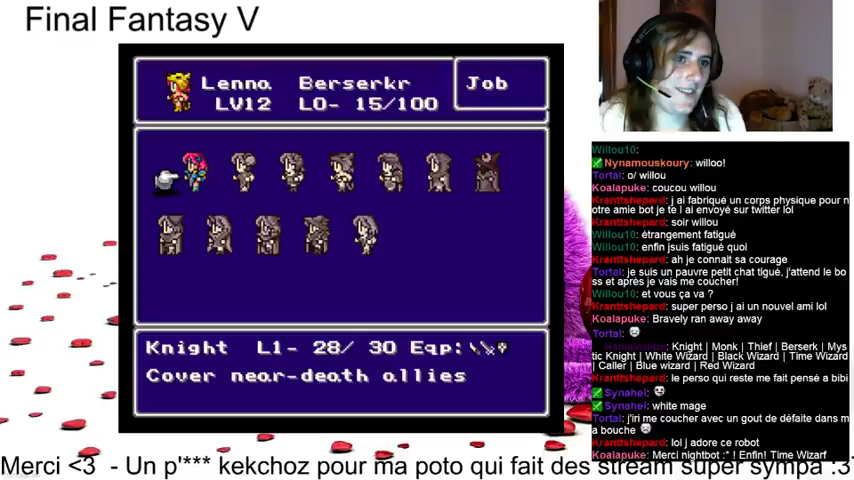 Final Fantasy V
Lenna Berserkr
LV12 L0- 15/100
Job
Knight L1- 28/ 30 Eqp:
Cover near-death allies
Willou10:
Nynamouskoury: willoo!
Tortal: o/ willou
Koalapuke: coucou willou
Kranttshepard: j ai fabriqué un corps physique pour n
otre amie bot je te l ai envoyé sur twitter lol
Kranttshepard: soir willou
Willou10: étrangement fatigué
Willou10: enfin jsuis fatigué quoi
Kranttshepard: ah je connait sa courage
Tortal: je suis un pauvre petit chat tigué, j'attend le bo
ss et après je vais me coucher!
Willou10: et vous ça va ?
Kranttshepard: super perso j ai un nouvel ami lol
Koalapuke: Bravely ran away away
Tortal:
: Knight | Monk | Thief | Berserk | Mys
tic Knight | White Wizard | Black Wizard | Time Wizard
| Caller | Blue wizard | Red Wizard
Kranttshepard: le perso qui reste me fait pensé a bibi
Synahel:
Synahel: white mage
Tortal: j'iri me coucher avec un gout de défaite dans m
a bouche
Kranttshepard: lol j adore ce robot
Koalapuke: Merci nightbot :* ! Enfin! Time Wizarf
Merci <3 - Un p'*** kekchoz pour ma poto qui fait des stream super sympa :3